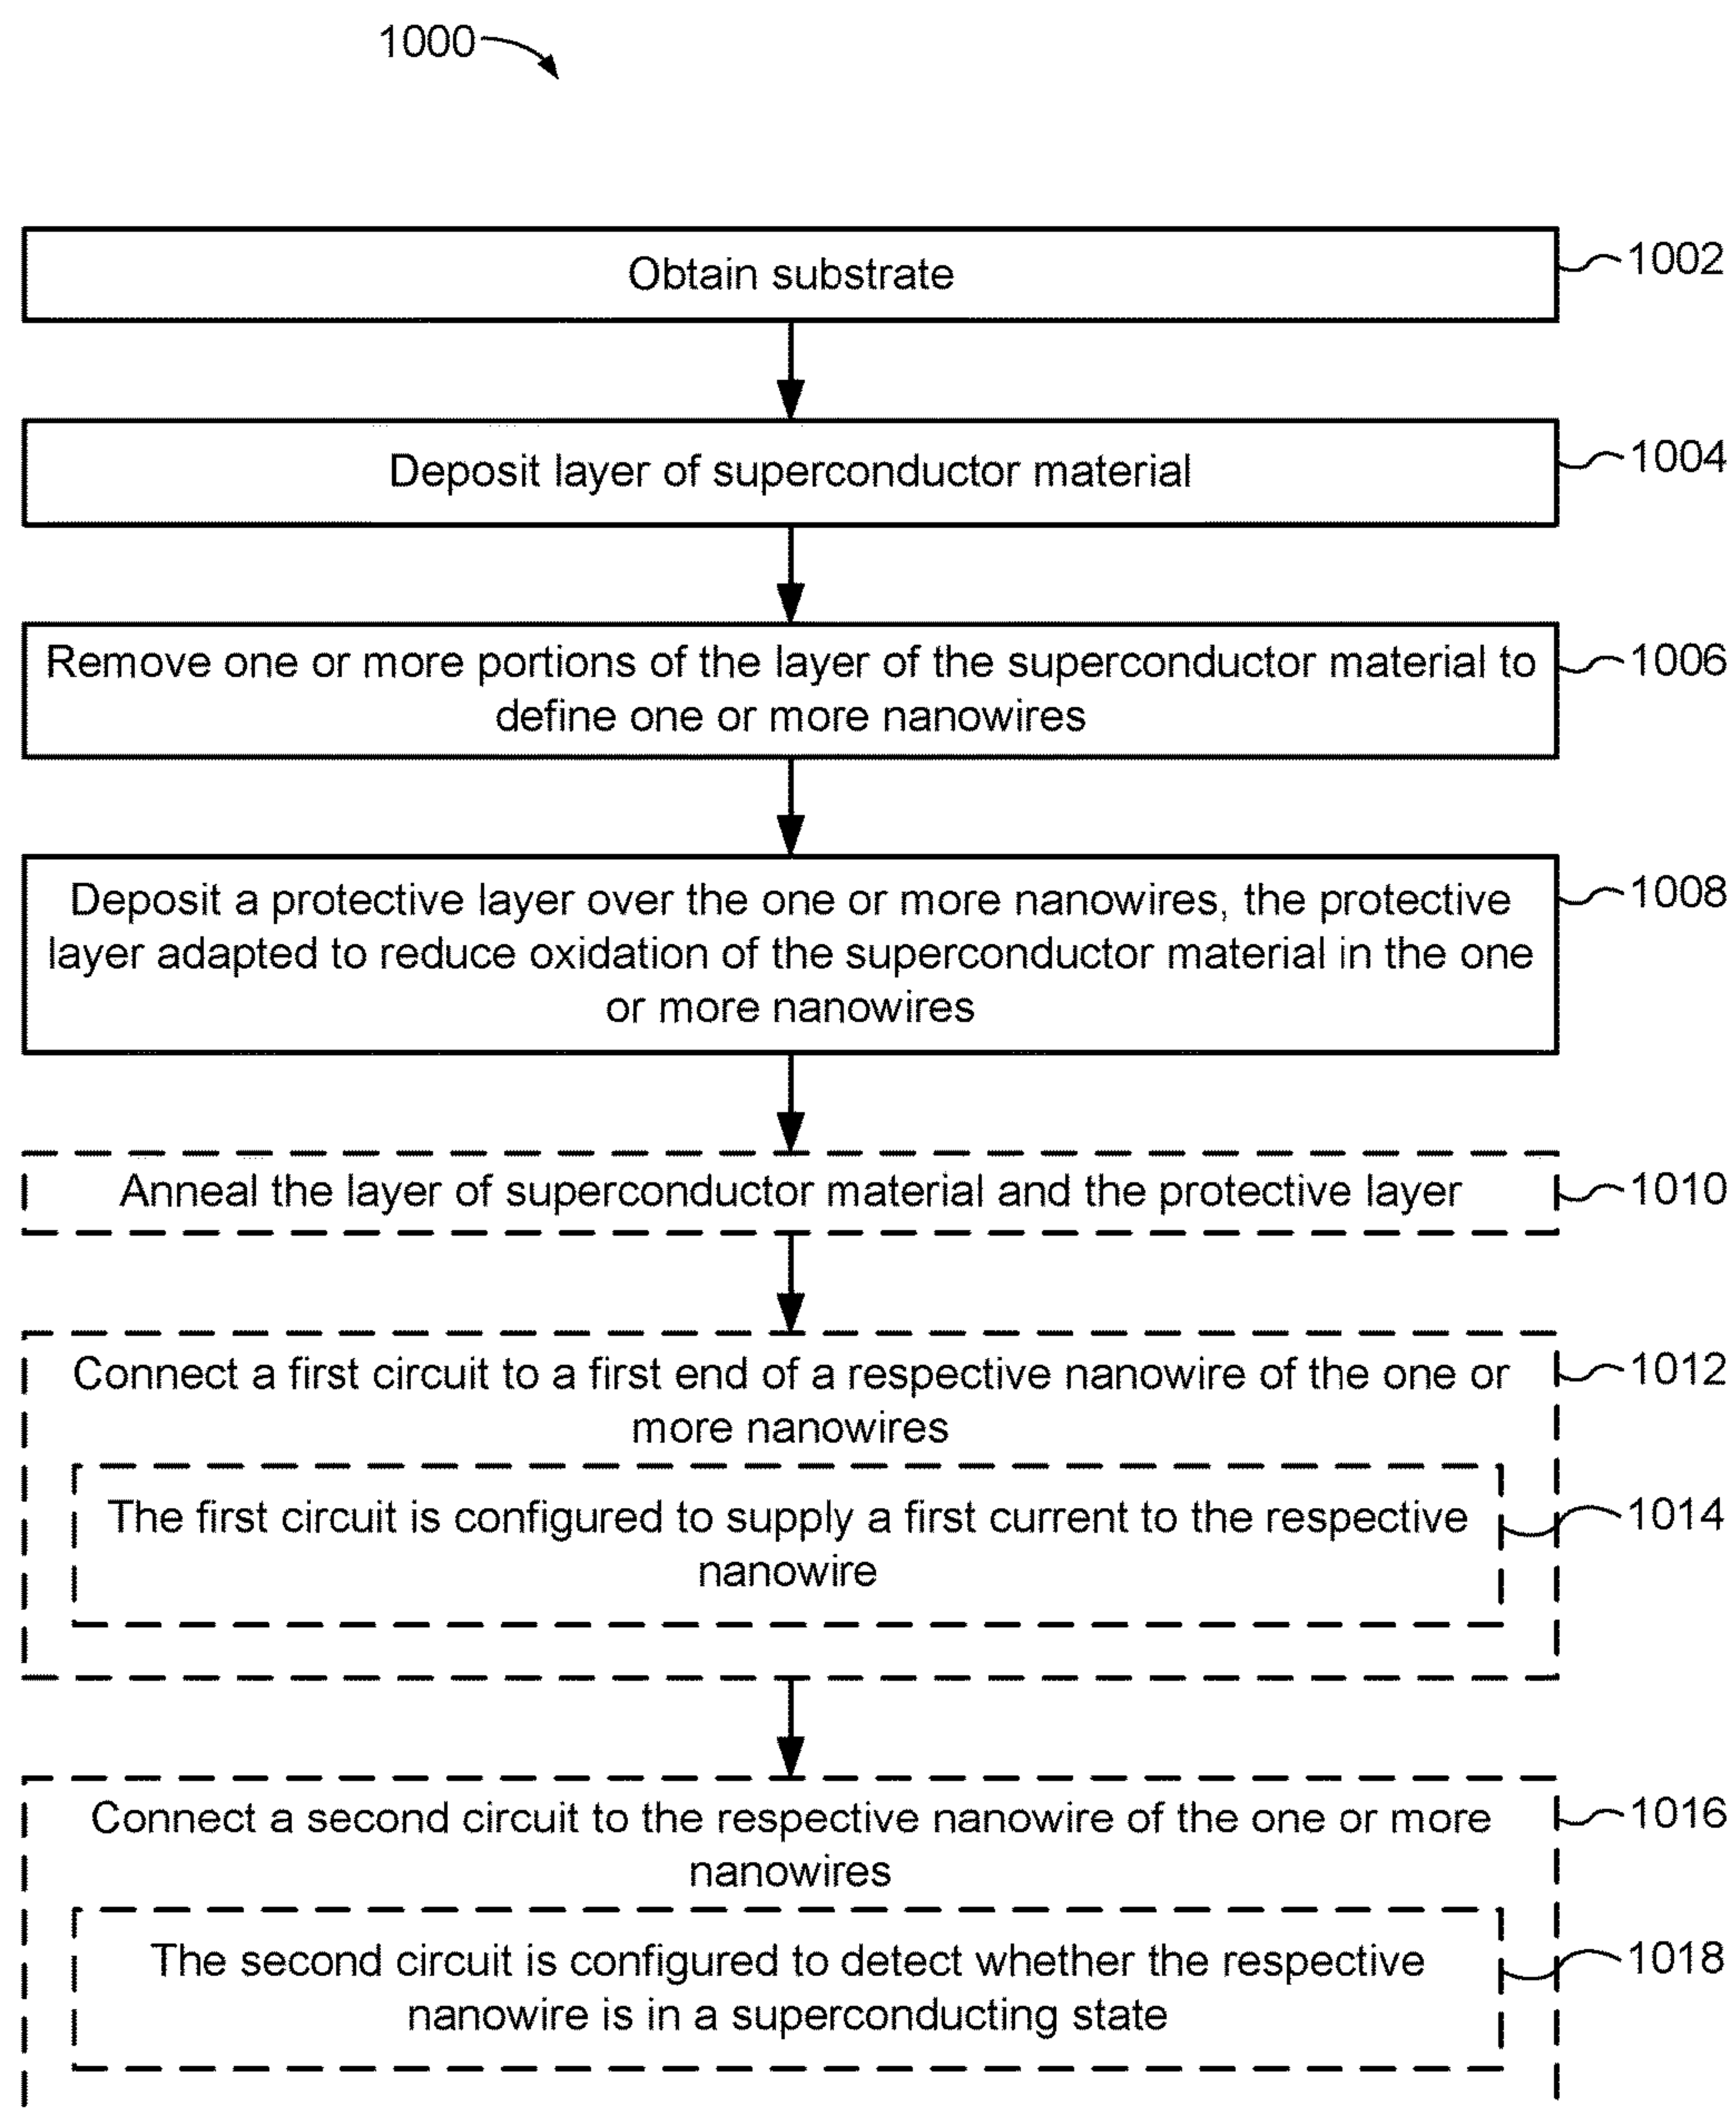 1000
Obtain substrate
1002
Deposit layer of superconductor material
1004
Remove one or more portions of the layer of the superconductor material to
define one or more nanowires
1006
Deposit a protective layer over the one or more nanowires, the protective
layer adapted to reduce oxidation of the superconductor material in the one
or more nanowires
1008
Anneal the layer of superconductor material and the protective layer
1010
Connect a first circuit to a first end of a respective nanowire of the one or
more nanowires
1012
The first circuit is configured to supply a first current to the respective
nanowire
1014
Connect a second circuit to the respective nanowire of the one or more
nanowires
1016
The second circuit is configured to detect whether the respective
nanowire is in a superconducting state
1018